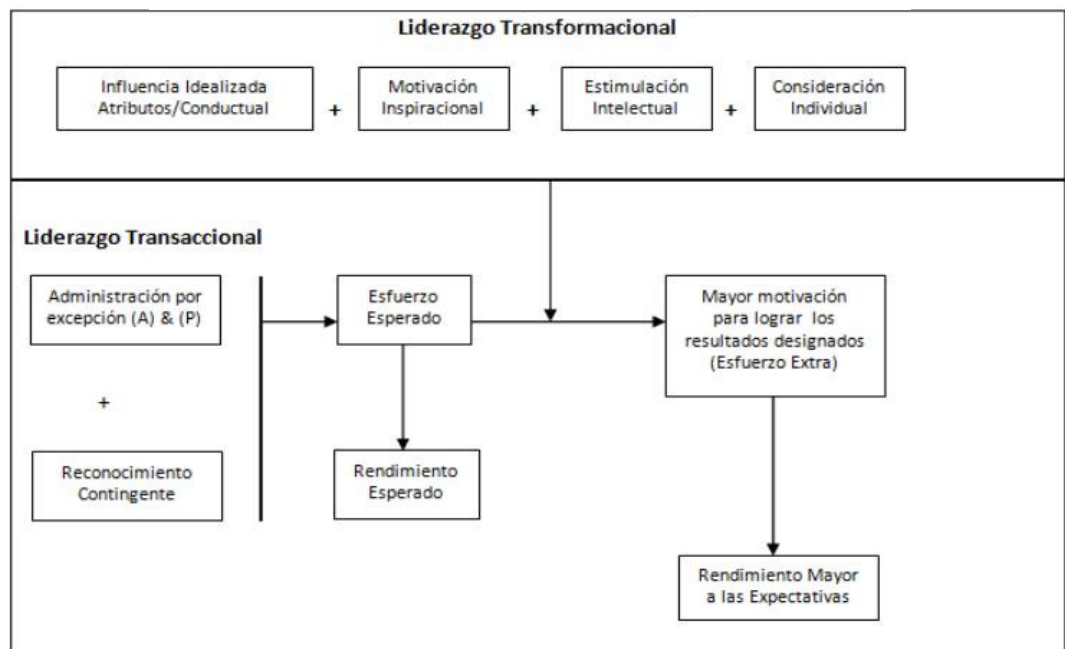 Liderazgo Transformacional
Influencia Idealizada
Atributos/Conductual
+
Motivación
Inspiracional
+
Estimulación
Intelectual
+
Consideración
Individual
Liderazgo Transaccional
Administración por
excepción (A) & (P)
+
Reconocimiento
Contingente
Esfuerzo
Esperado
Rendimiento
Esperado
Mayor motivación
para lograr los
resultados designados
(Esfuerzo Extra)
Rendimiento Mayor
a las Expectativas